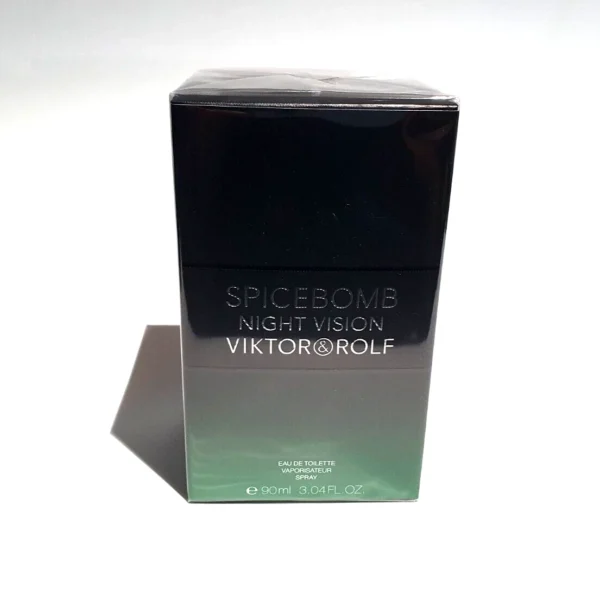 SPICEBOMB
NIGHT VISION
VIKTOR&ROLF
EAU DE TOILETTE
VAPORISATEUR
SPRAY
e 90ml 3.04FL.OZ.